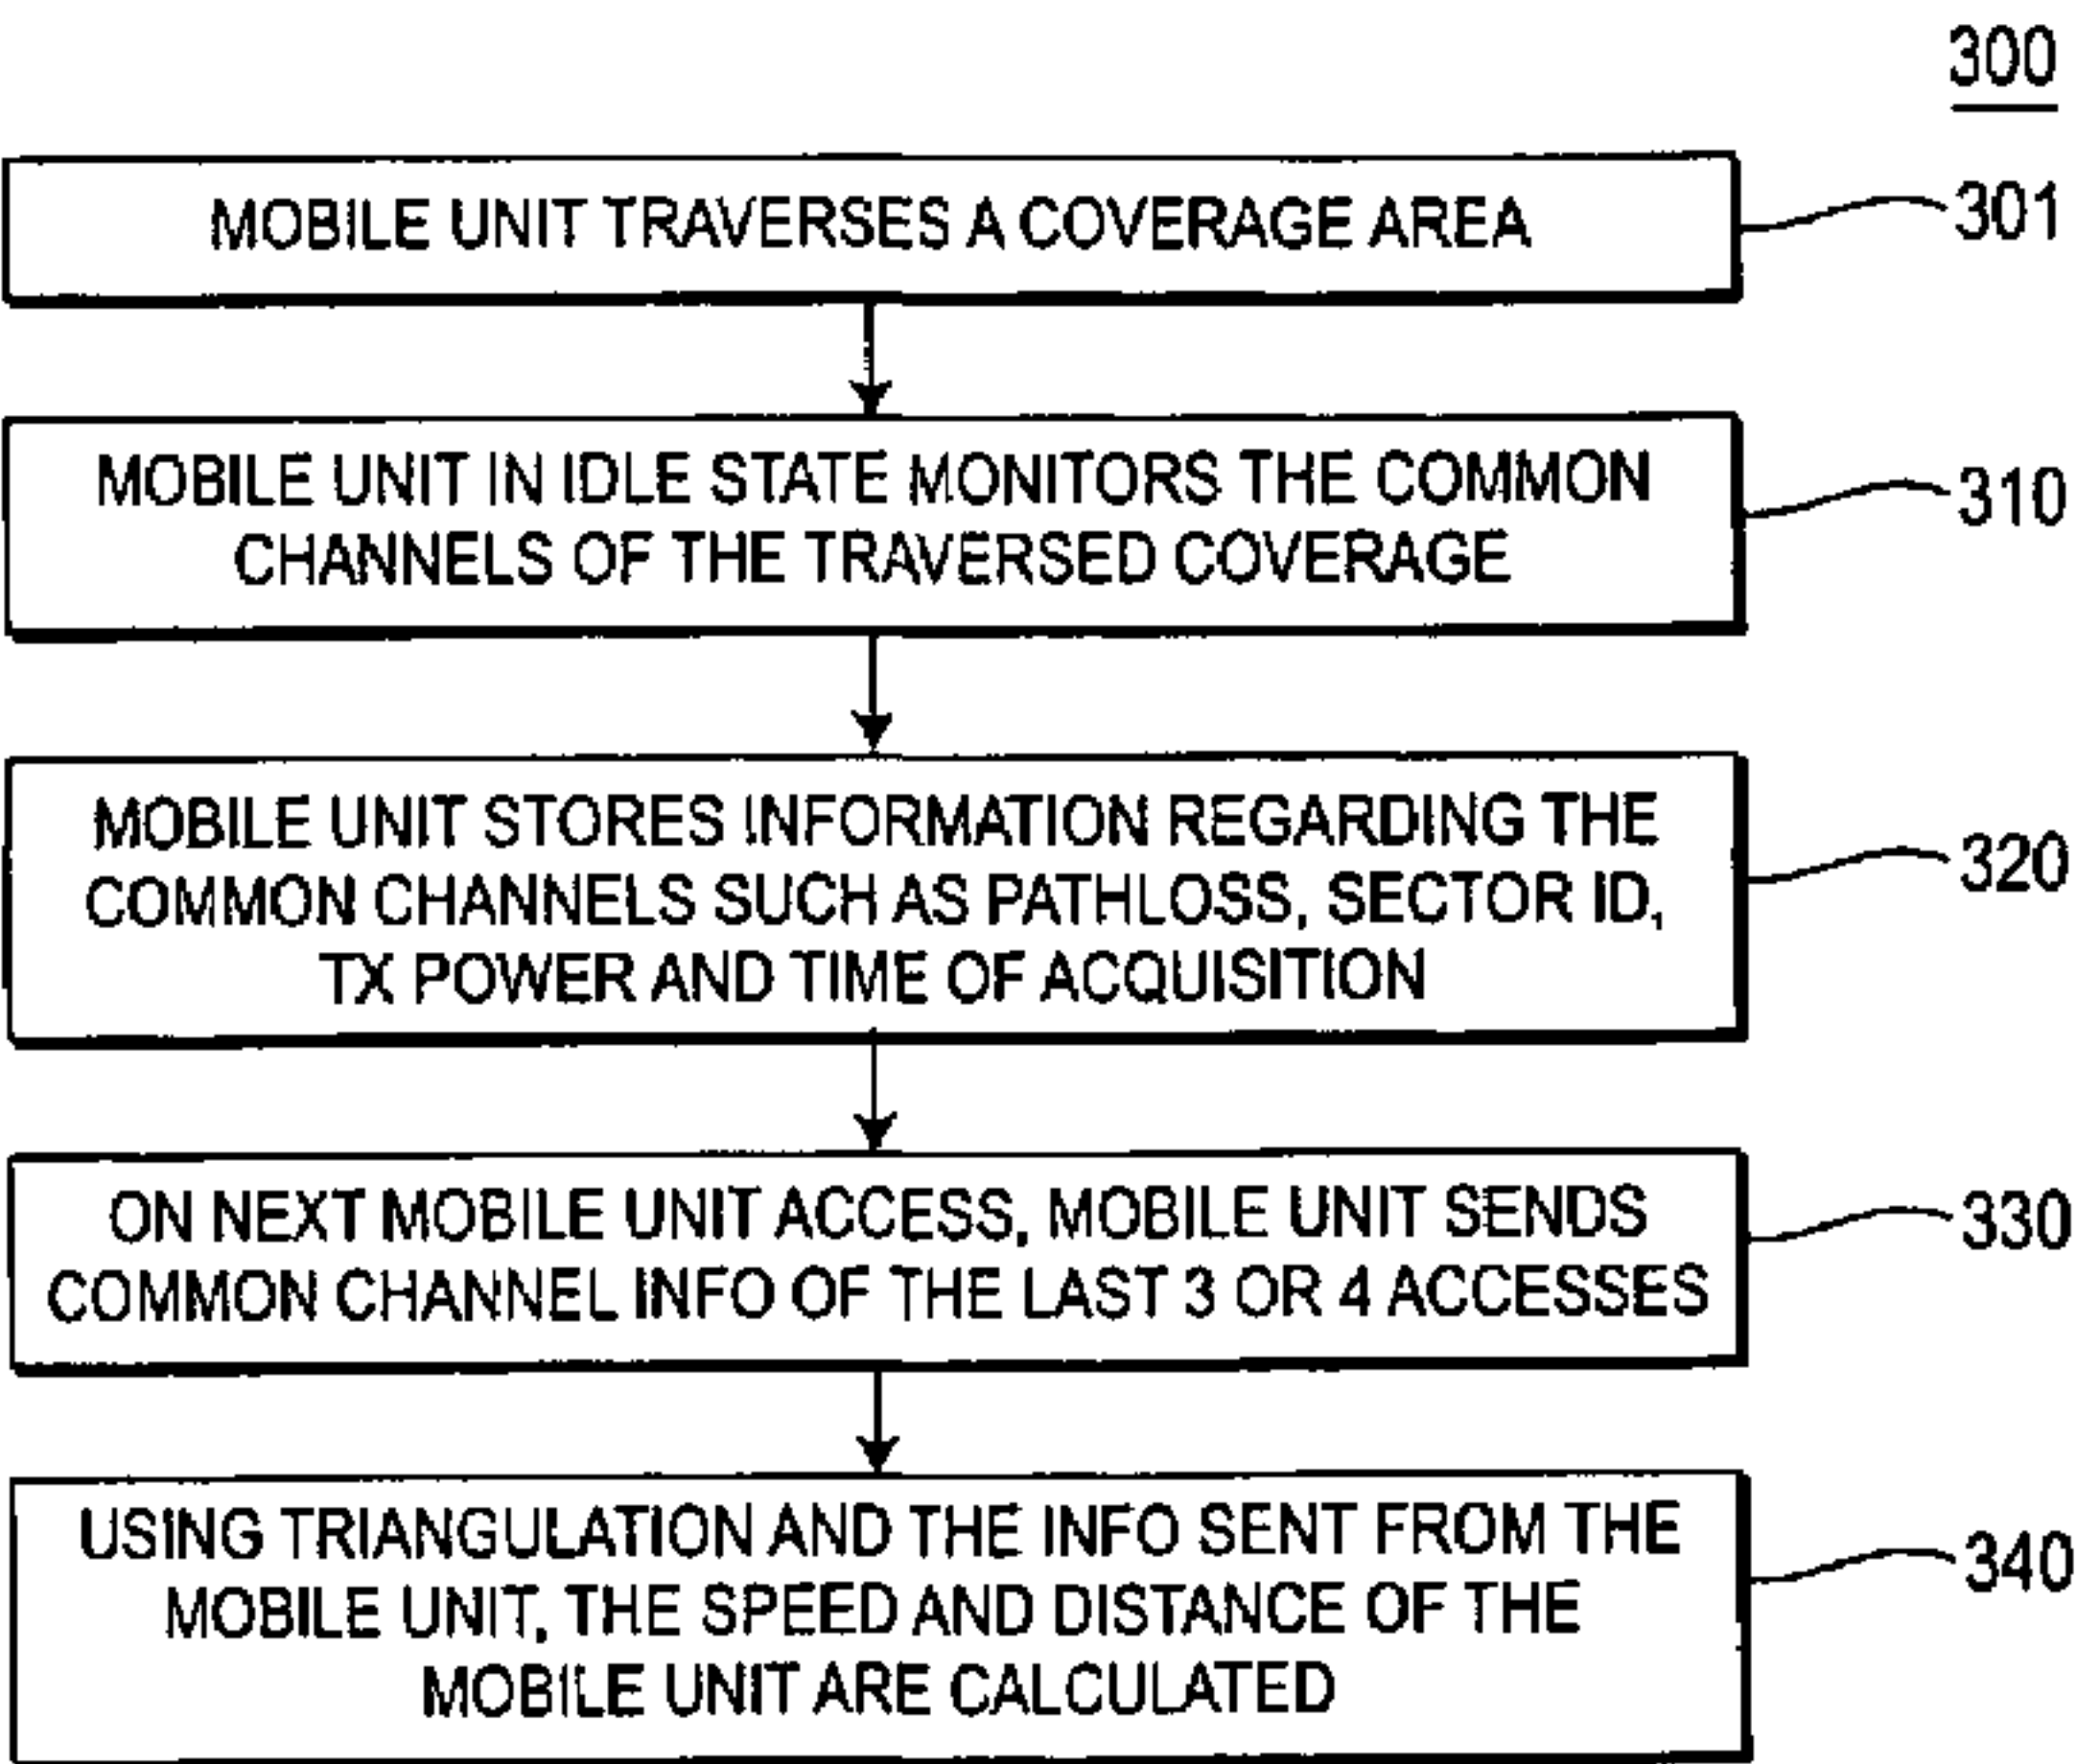 300
MOBILE UNIT TRAVERSES A COVERAGE AREA
301
MOBILE UNIT IN IDLE STATE MONITORS THE COMMON
CHANNELS OF THE TRAVERSED COVERAGE
310
MOBILE UNIT STORES INFORMATION REGARDING THE
COMMON CHANNELS SUCH AS PATHLOSS, SECTOR ID,
TX POWER AND TIME OF ACQUISITION
320
ON NEXT MOBILE UNIT ACCESS, MOBILE UNIT SENDS
COMMON CHANNEL INFO OF THE LAST 3 OR 4 ACCESSES
330
USING TRIANGULATION AND THE INFO SENT FROM THE
MOBILE UNIT, THE SPEED AND DISTANCE OF THE
MOBILE UNIT ARE CALCULATED
340